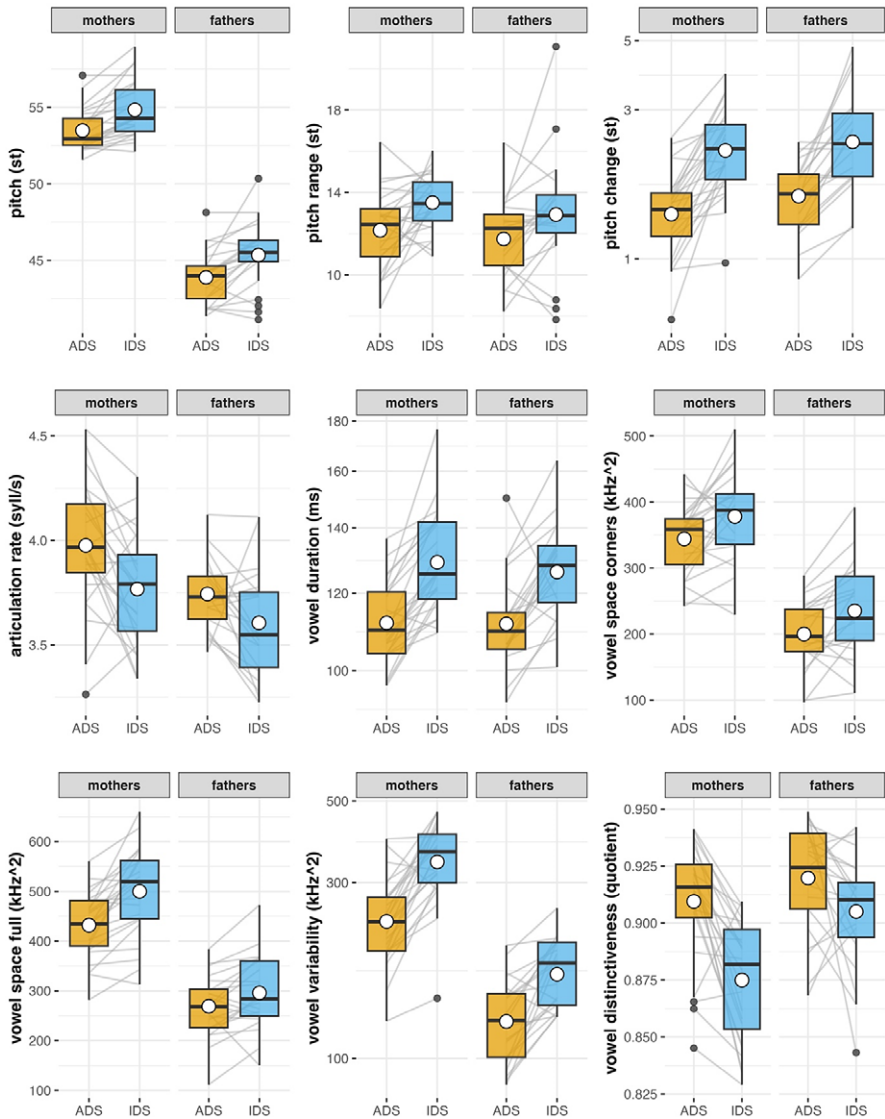 mothers fathers mothers fathers mothers fathers
pitch (st)
55
50
45
ADS IDS ADS IDS
pitch range (st)
18
14
10
ADS IDS ADS IDS
pitch change (st)
5
3
1
ADS IDS ADS IDS
mothers fathers mothers fathers mothers fathers
articulation rate (syll/s)
4.5
4.0
3.5
ADS IDS ADS IDS
vowel duration (ms)
180
160
140
120
100
ADS IDS ADS IDS
vowel space corners (kHz^2)
500
400
300
200
100
ADS IDS ADS IDS
mothers fathers mothers fathers mothers fathers
vowel space full (kHz^2)
600
500
400
300
200
100
ADS IDS ADS IDS
vowel variability (kHz^2)
500
300
100
ADS IDS ADS IDS
vowel distinctiveness (quotient)
0.950
0.925
0.900
0.875
0.850
0.825
ADS IDS ADS IDS